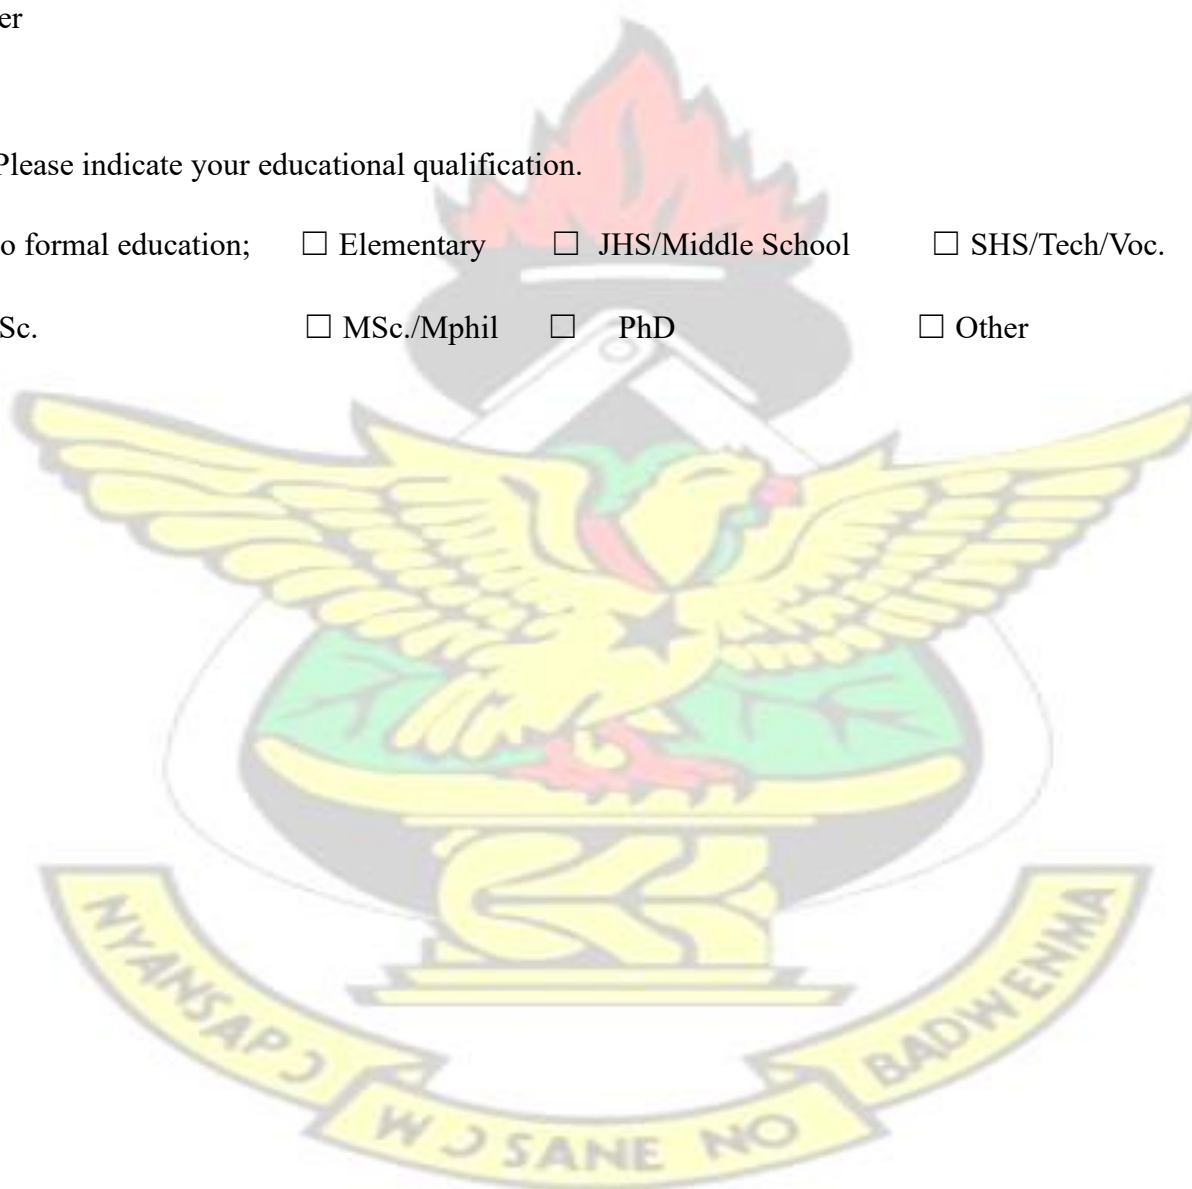 er
Please indicate your educational qualification.
o formal education; ☐ Elementary ☐ JHS/Middle School ☐ SHS/Tech/Voc.
Sc. ☐ MSc./Mphil ☐ PhD ☐ Other
NYANSAPƆ
WƆSANE NO
BADWENMA